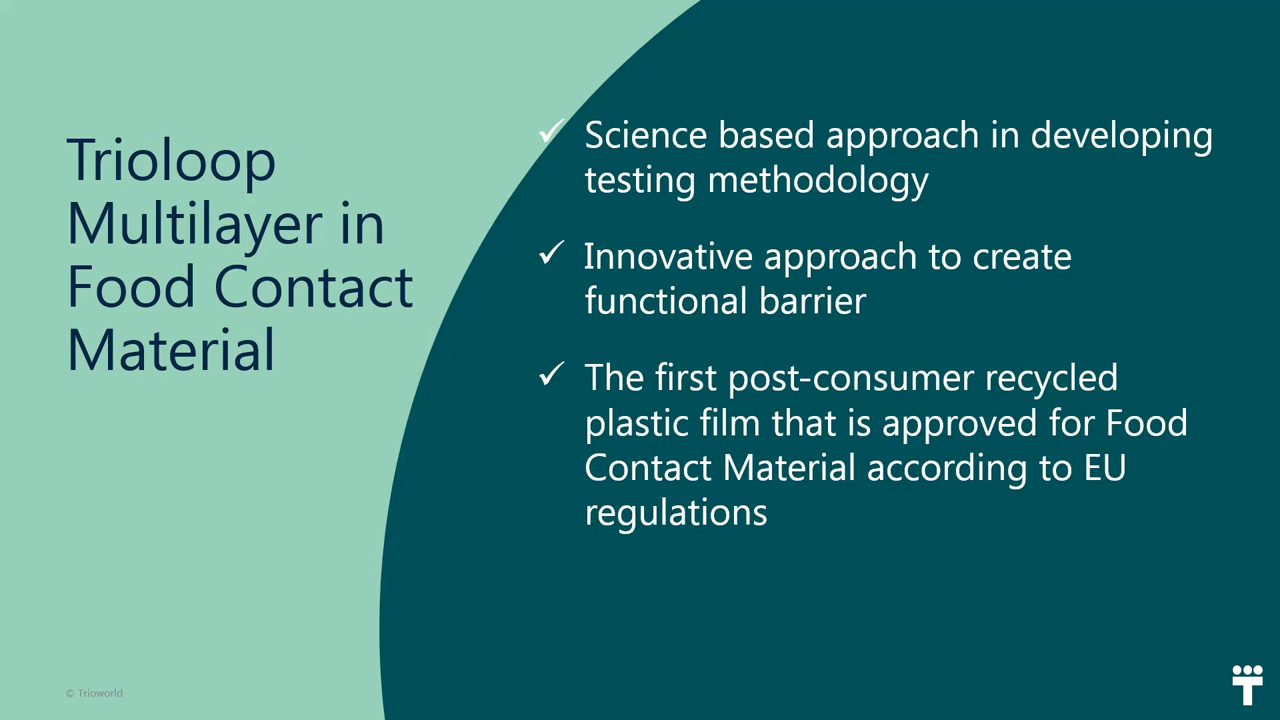 Trioloop
Multilayer in
Food Contact
Material
✓ Science based approach in developing
testing methodology
✓ Innovative approach to create
functional barrier
✓ The first post-consumer recycled
plastic film that is approved for Food
Contact Material according to EU
regulations
© Trioworld